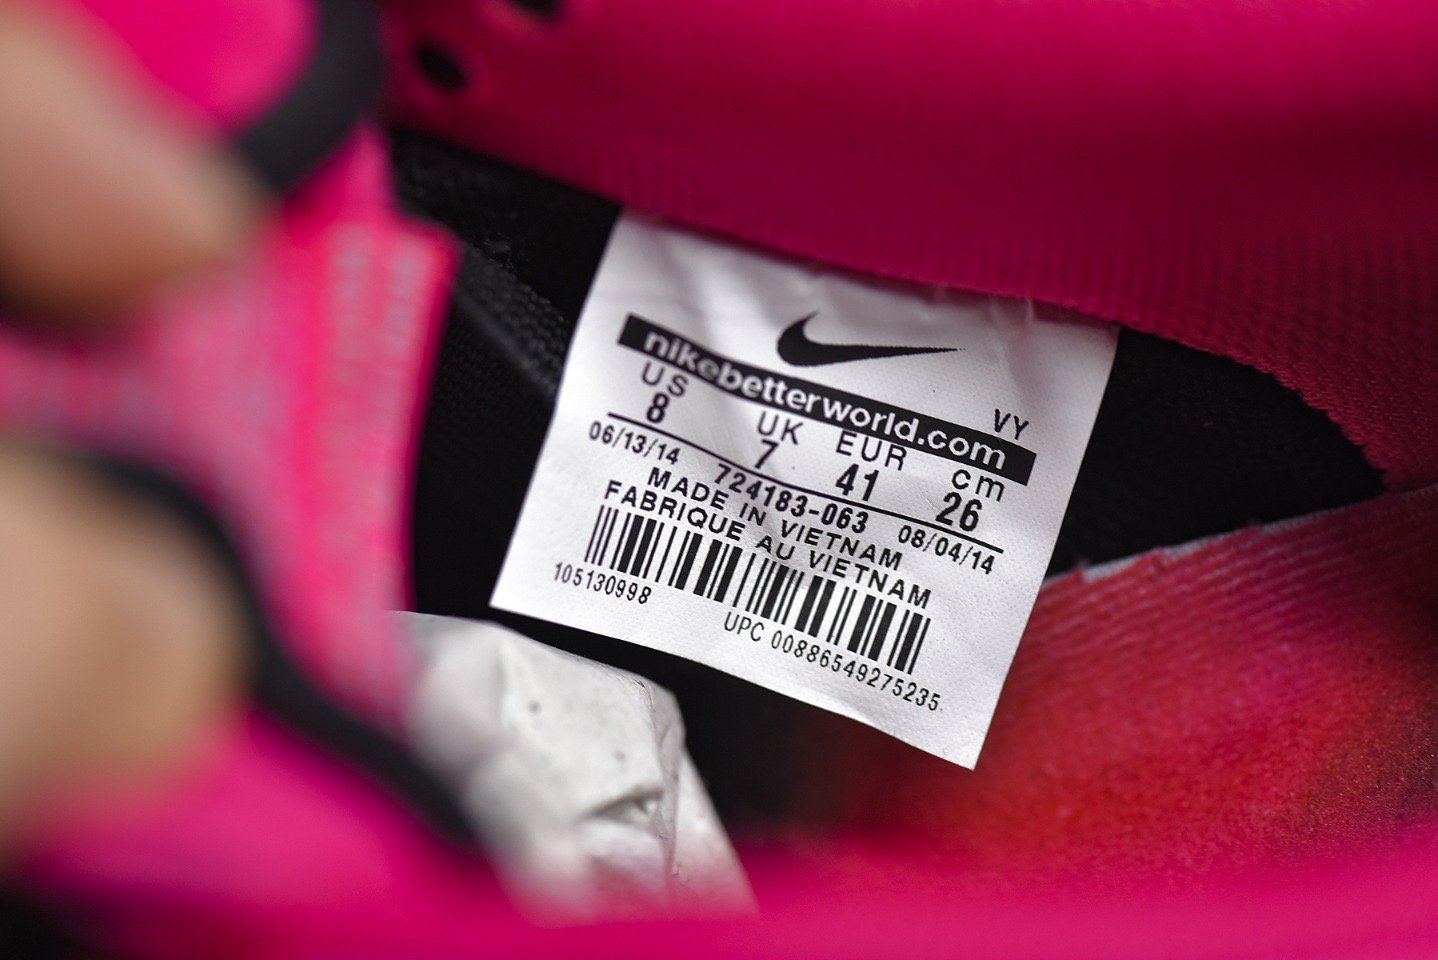 nikebetterworld.com
VY
US UK EUR cm
8 7 41 26
06/13/14 724183-063 08/04/14
MADE IN VIETNAM
FABRIQUE AU VIETNAM
105130998
UPC 00886549275235